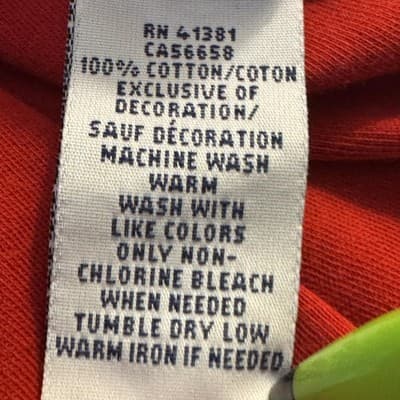 RN 41381
CA56658
100% COTTON/COTON
EXCLUSIVE OF
DECORATION/
SAUF DÉCORATION
MACHINE WASH
WARM
WASH WITH
LIKE COLORS
ONLY NON-
CHLORINE BLEACH
WHEN NEEDED
TUMBLE DRY LOW
WARM IRON IF NEEDED